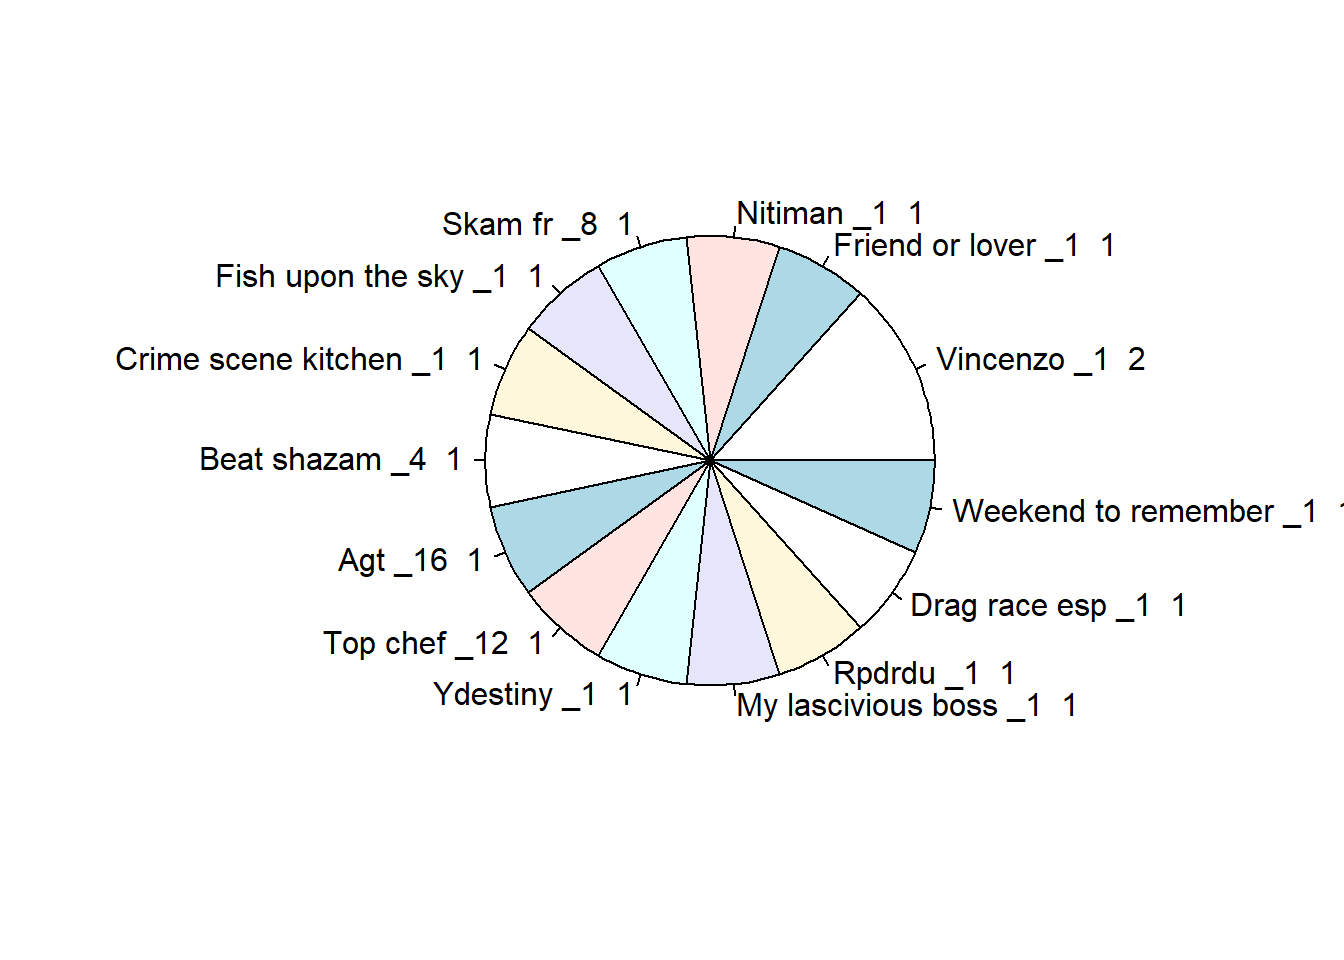 Nitiman _1  1
Skam fr _8  1
Friend or lover _1  1
Fish upon the sky _1  1
Crime scene kitchen _1  1
Vincenzo _1  2
Beat shazam _4  1
Weekend to remember _1  1
Agt _16  1
Drag race esp _1  1
Top chef _12  1
Rpdrdu _1  1
Ydestiny _1  1
My lascivious boss _1  1